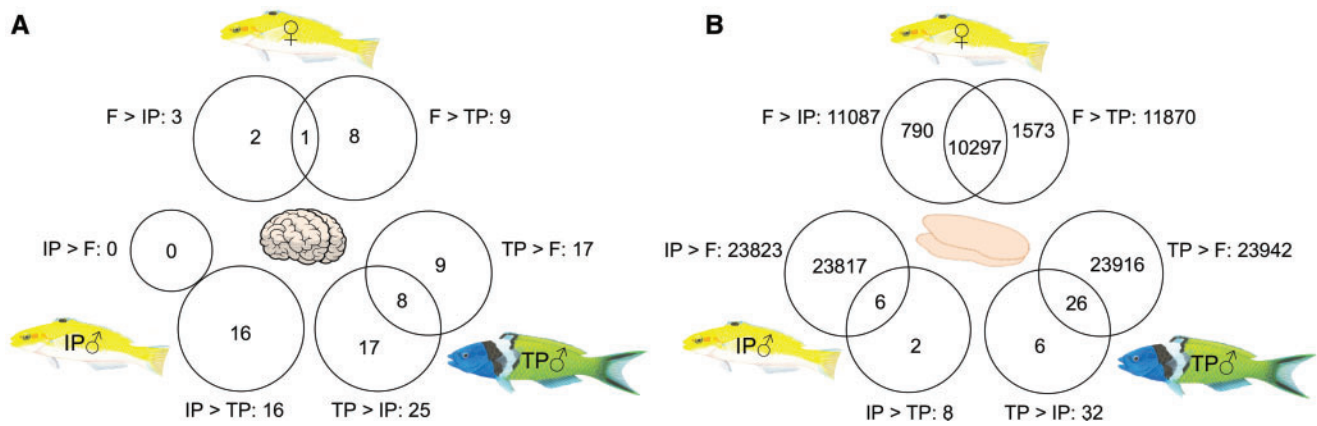 A
♀
F > IP: 3
2
1
8
F > TP: 9
IP > F: 0
0
9
TP > F: 17
8
16
17
IP♂
TP♂
IP > TP: 16
TP > IP: 25
B
♀
F > IP: 11087
790
10297
1573
F > TP: 11870
IP > F: 23823
23817
6
23916
TP > F: 23942
26
2
6
IP♂
TP♂
IP > TP: 8
TP > IP: 32